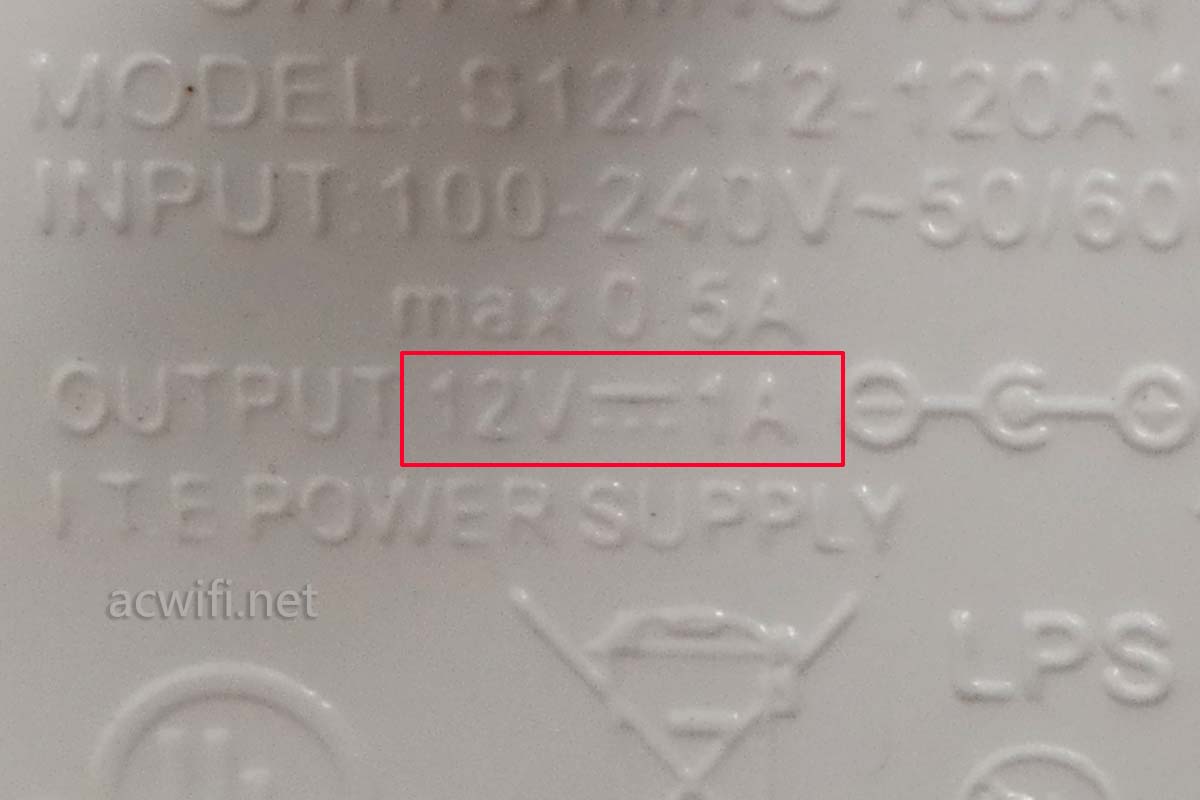 MODEL: S12A12-120A1
INPUT:100-240V~50/60
max 0.5A
OUTPUT 12V⎓1A
I.T.E POWER SUPPLY
acwifi.net
LPS